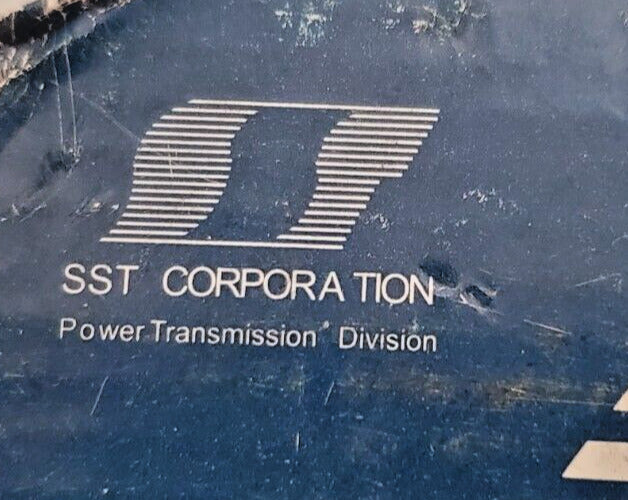 SST CORPORATION
Power Transmission Division